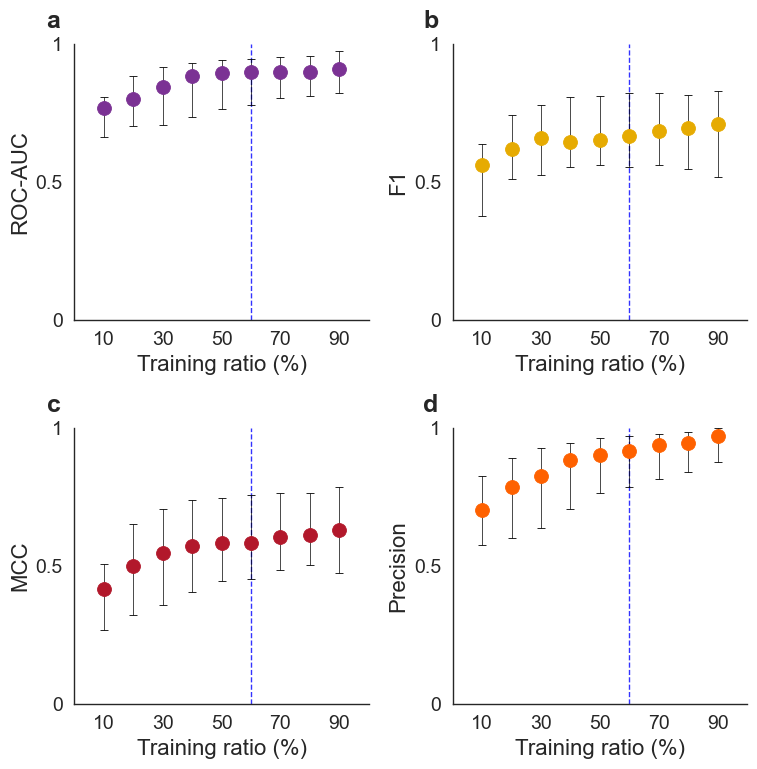 a
1
ROC-AUC
0.5
0
10 30 50 70 90
Training ratio (%)
b
1
F1
0.5
0
10 30 50 70 90
Training ratio (%)
c
1
MCC
0.5
0
10 30 50 70 90
Training ratio (%)
d
1
Precision
0.5
0
10 30 50 70 90
Training ratio (%)